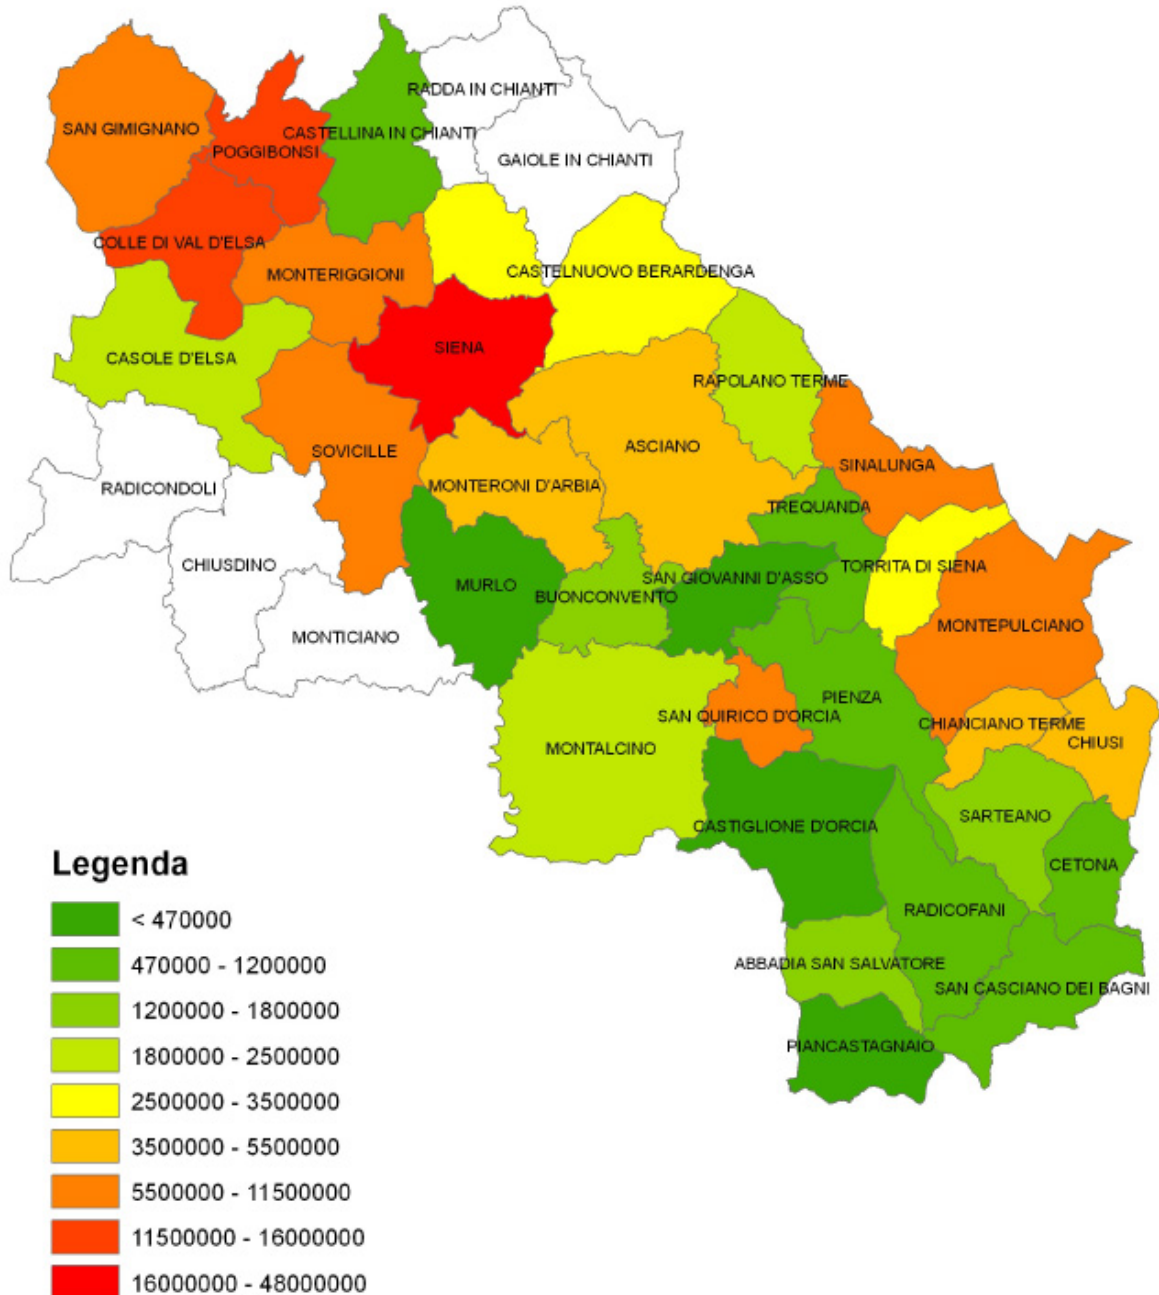 RADDA IN CHIANTI
SAN GIMIGNANO
CASTELLINA IN CHIANTI
POGGIBONSI
GAIOLE IN CHIANTI
COLLE DI VAL D'ELSA
MONTERIGGIONI
CASTELNUOVO BERARDENGA
SIENA
CASOLE D'ELSA
RAPOLANO TERME
ASCIANO
SOVICILLE
SINALUNGA
MONTERONI D'ARBIA
RADICONDOLI
TREQUANDA
CHIUSDINO
TORRITA DI SIENA
SAN GIOVANNI D'ASSO
MURLO
BUONCONVENTO
MONTEPULCIANO
MONTICIANO
PIENZA
SAN QUIRICO D'ORCIA
CHIANCIANO TERME
CHIUSI
MONTALCINO
SARTEANO
CASTIGLIONE D'ORCIA
CETONA
RADICOFANI
ABBADIA SAN SALVATORE
SAN CASCIANO DEI BAGNI
PIANCASTAGNAIO
Legenda
< 470000
470000 - 1200000
1200000 - 1800000
1800000 - 2500000
2500000 - 3500000
3500000 - 5500000
5500000 - 11500000
11500000 - 16000000
16000000 - 48000000